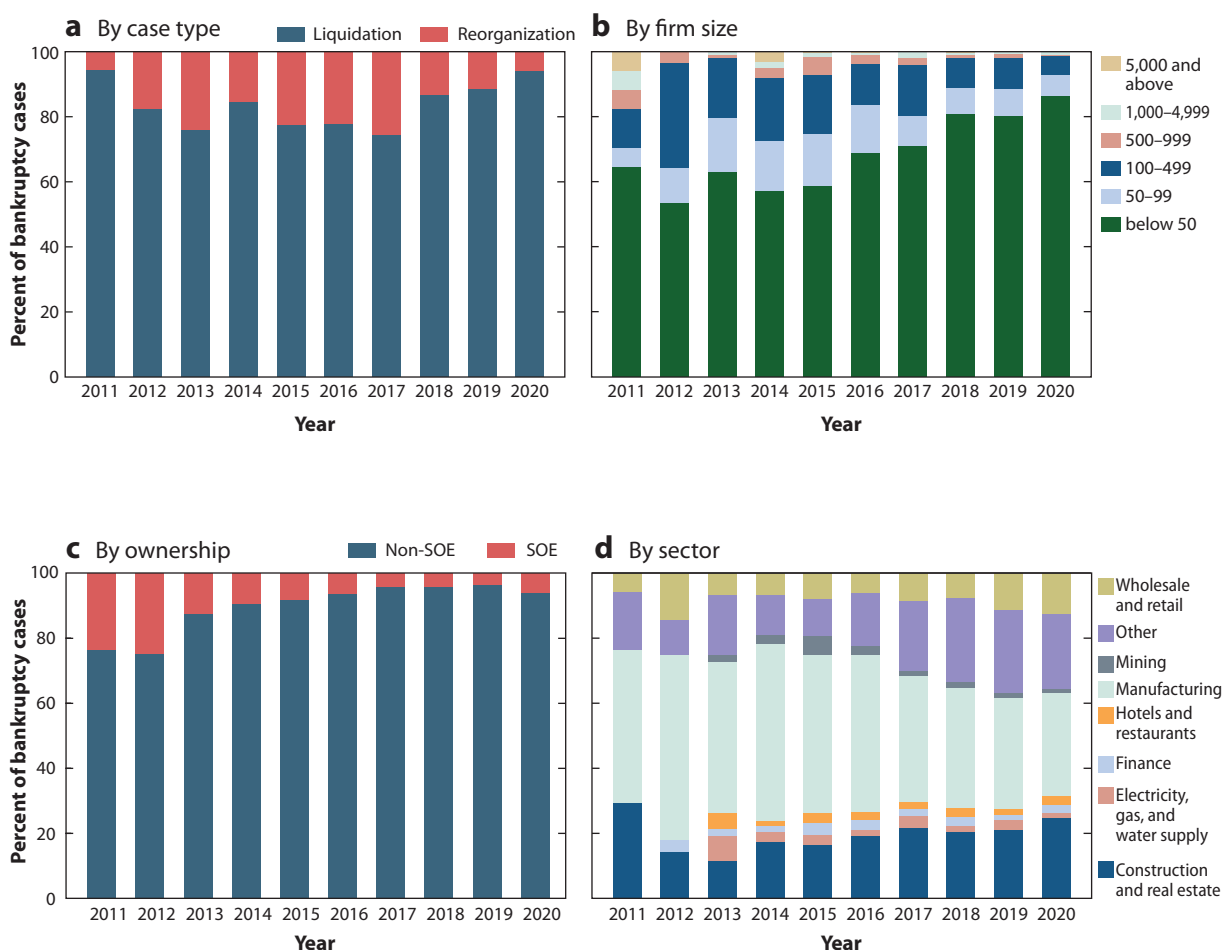 a By case type
Liquidation
Reorganization
Percent of bankruptcy cases
100
80
60
40
20
0
2011 2012 2013 2014 2015 2016 2017 2018 2019 2020
Year
b By firm size
5,000 and
above
1,000–4,999
500–999
100–499
50–99
below 50
2011 2012 2013 2014 2015 2016 2017 2018 2019 2020
Year
c By ownership
Non-SOE
SOE
Percent of bankruptcy cases
100
80
60
40
20
0
2011 2012 2013 2014 2015 2016 2017 2018 2019 2020
Year
d By sector
Wholesale
and retail
Other
Mining
Manufacturing
Hotels and
restaurants
Finance
Electricity,
gas, and
water supply
Construction
and real estate
2011 2012 2013 2014 2015 2016 2017 2018 2019 2020
Year